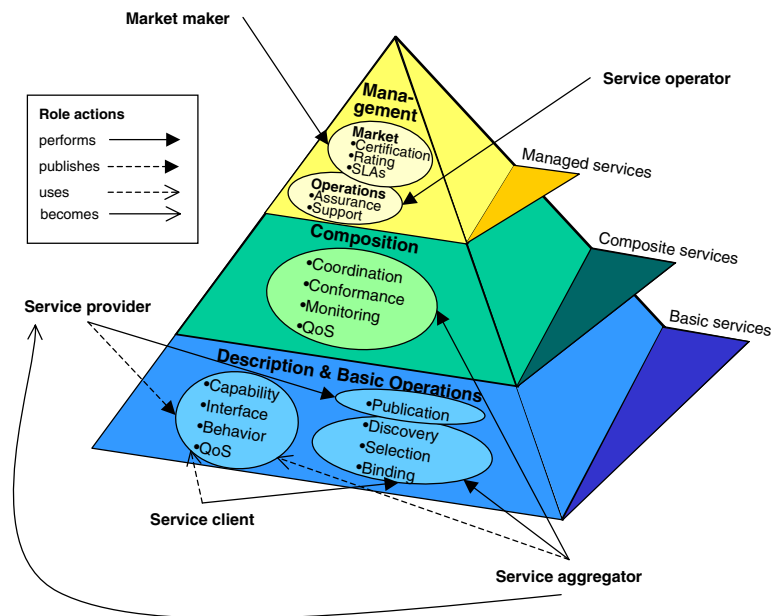 Market maker
Service operator
Role actions
performs
publishes
uses
becomes
Mana-
gement
Market
•Certification
•Rating
•SLAs
Operations
•Assurance
•Support
Managed services
Composition
•Coordination
•Conformance
•Monitoring
•QoS
Composite services
Service provider
Basic services
Description & Basic Operations
•Capability
•Interface
•Behavior
•QoS
•Publication
•Discovery
•Selection
•Binding
Service client
Service aggregator